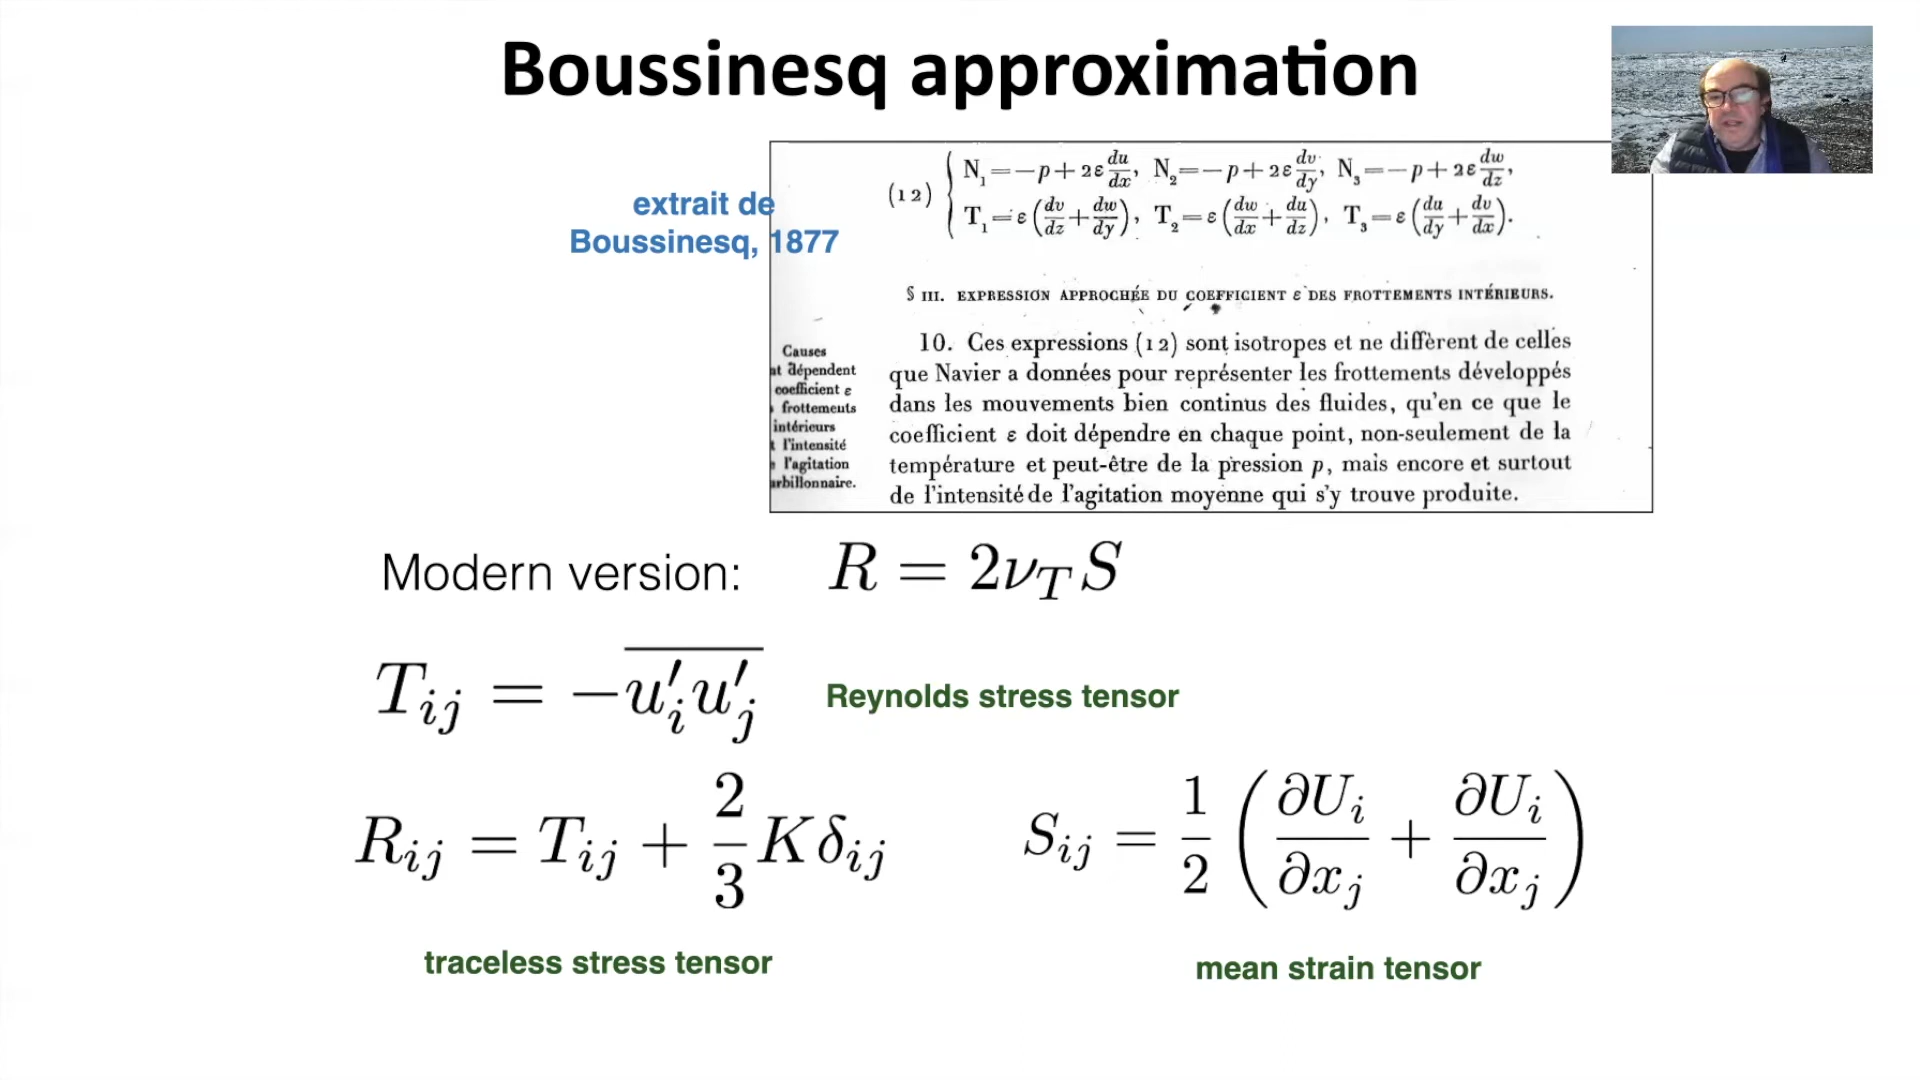 Boussinesq approximation
extrait de
Boussinesq, 1877
(12) { N₁=−p+2ε du/dx, N₂=−p+2ε dv/dy, N₃=−p+2ε dw/dz,
T₁=ε(dv/dz+dw/dy), T₂=ε(dw/dx+du/dz), T₃=ε(du/dy+dv/dx).
§ III. EXPRESSION APPROCHÉE DU COEFFICIENT ε DES FROTTEMENTS INTÉRIEURS.
Causes
nt dépendent
coefficient ε
frottements
intérieurs
t l'intensité
l'agitation
arbillonnaire.
10. Ces expressions (12) sont isotropes et ne diffèrent de celles
que Navier a données pour représenter les frottements développés
dans les mouvements bien continus des fluides, qu'en ce que le
coefficient ε doit dépendre en chaque point, non-seulement de la
température et peut-être de la pression p, mais encore et surtout
de l'intensité de l'agitation moyenne qui s'y trouve produite.
Modern version: R = 2ν_T S
T_ij = −\overline{u′_i u′_j} Reynolds stress tensor
R_ij = T_ij + 2/3 K δ_ij
S_ij = 1/2 (∂U_i/∂x_j + ∂U_i/∂x_j)
traceless stress tensor
mean strain tensor